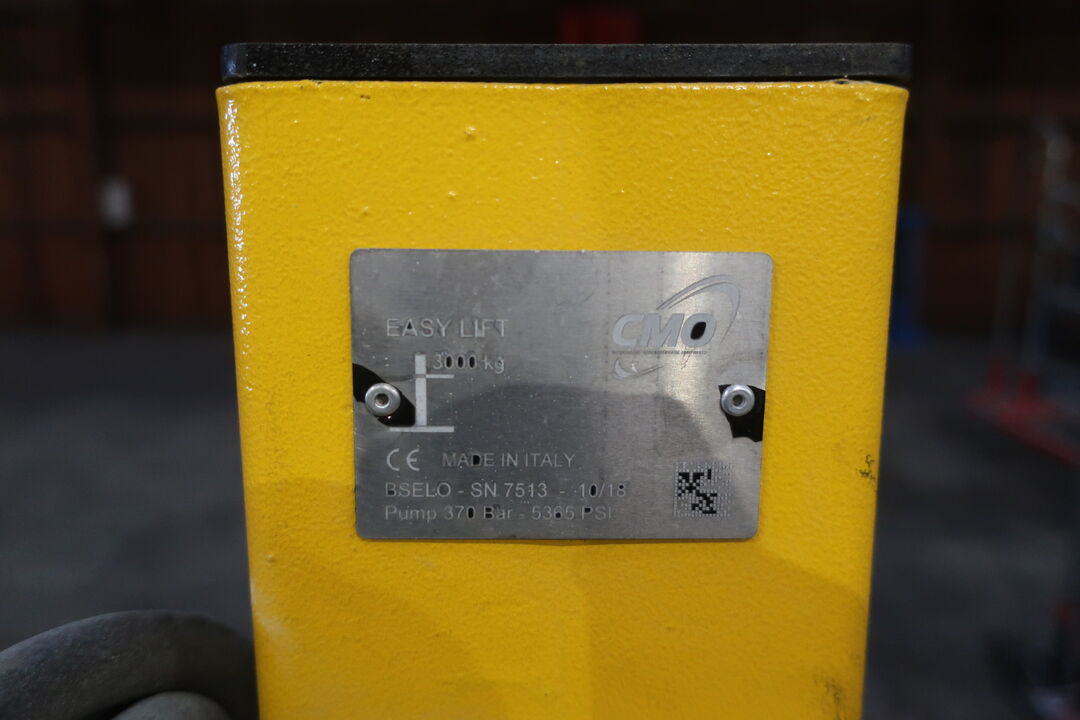 EASY LIFT
CMO
3000 kg
CE MADE IN ITALY
BSELO - SN 7513 - 10/18
Pump 370 Bar - 5365 PSI